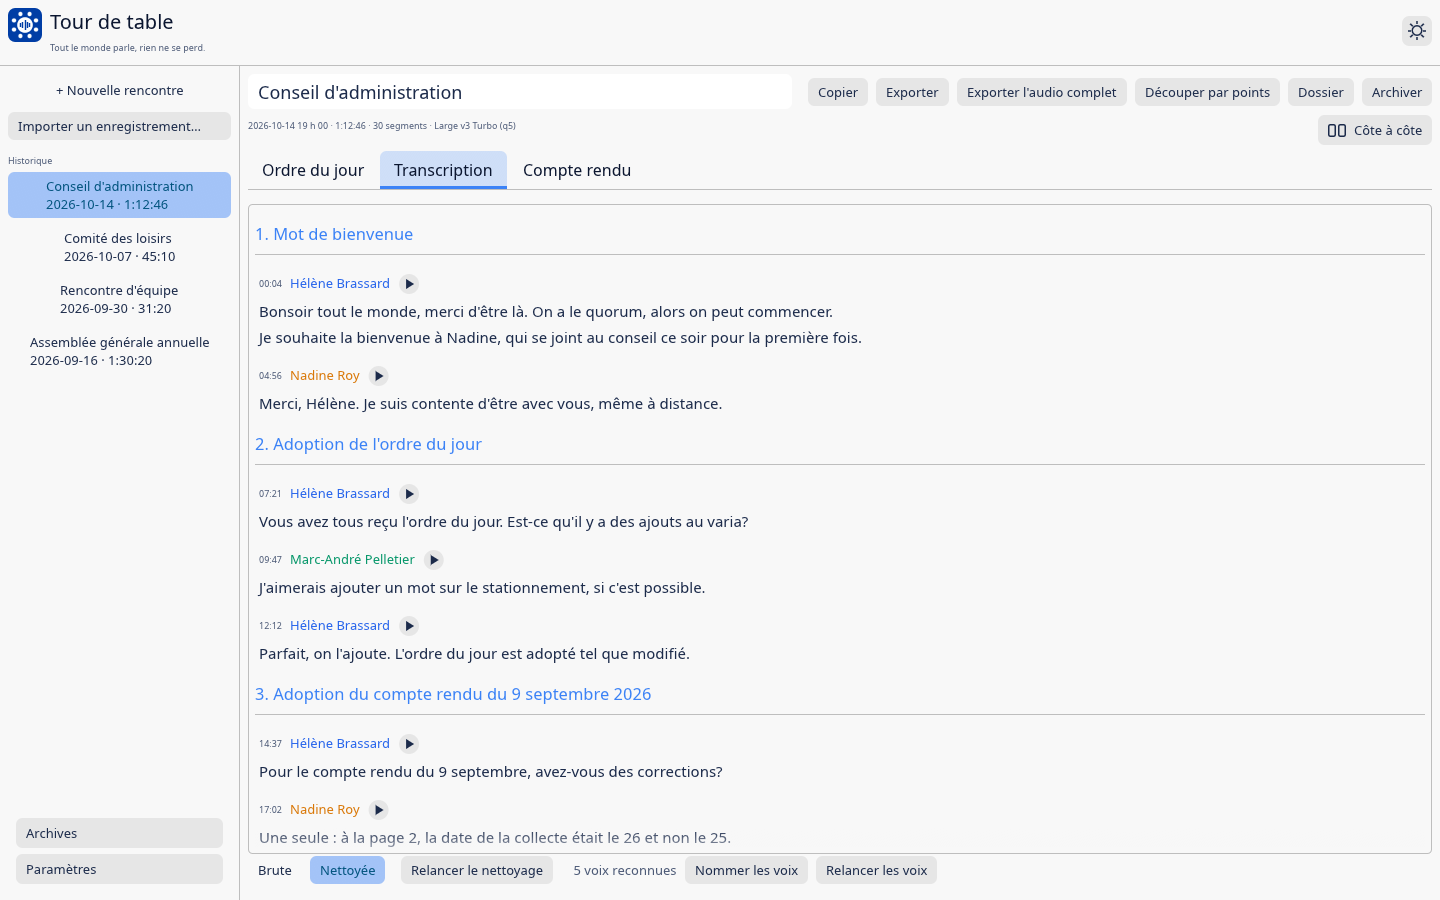 Tour de table
Tout le monde parle, rien ne se perd.
+ Nouvelle rencontre
Importer un enregistrement...
Historique
Conseil d'administration
2026-10-14 · 1:12:46
Comité des loisirs
2026-10-07 · 45:10
Rencontre d'équipe
2026-09-30 · 31:20
Assemblée générale annuelle
2026-09-16 · 1:30:20
Archives
Paramètres
Conseil d'administration
Copier
Exporter
Exporter l'audio complet
Découper par points
Dossier
Archiver
2026-10-14 19 h 00 · 1:12:46 · 30 segments · Large v3 Turbo (q5)
Côte à côte
Ordre du jour
Transcription
Compte rendu
1. Mot de bienvenue
00:04 Hélène Brassard
Bonsoir tout le monde, merci d'être là. On a le quorum, alors on peut commencer.
Je souhaite la bienvenue à Nadine, qui se joint au conseil ce soir pour la première fois.
04:56 Nadine Roy
Merci, Hélène. Je suis contente d'être avec vous, même à distance.
2. Adoption de l'ordre du jour
07:21 Hélène Brassard
Vous avez tous reçu l'ordre du jour. Est-ce qu'il y a des ajouts au varia?
09:47 Marc-André Pelletier
J'aimerais ajouter un mot sur le stationnement, si c'est possible.
12:12 Hélène Brassard
Parfait, on l'ajoute. L'ordre du jour est adopté tel que modifié.
3. Adoption du compte rendu du 9 septembre 2026
14:37 Hélène Brassard
Pour le compte rendu du 9 septembre, avez-vous des corrections?
17:02 Nadine Roy
Une seule : à la page 2, la date de la collecte était le 26 et non le 25.
Brute
Nettoyée
Relancer le nettoyage
5 voix reconnues
Nommer les voix
Relancer les voix